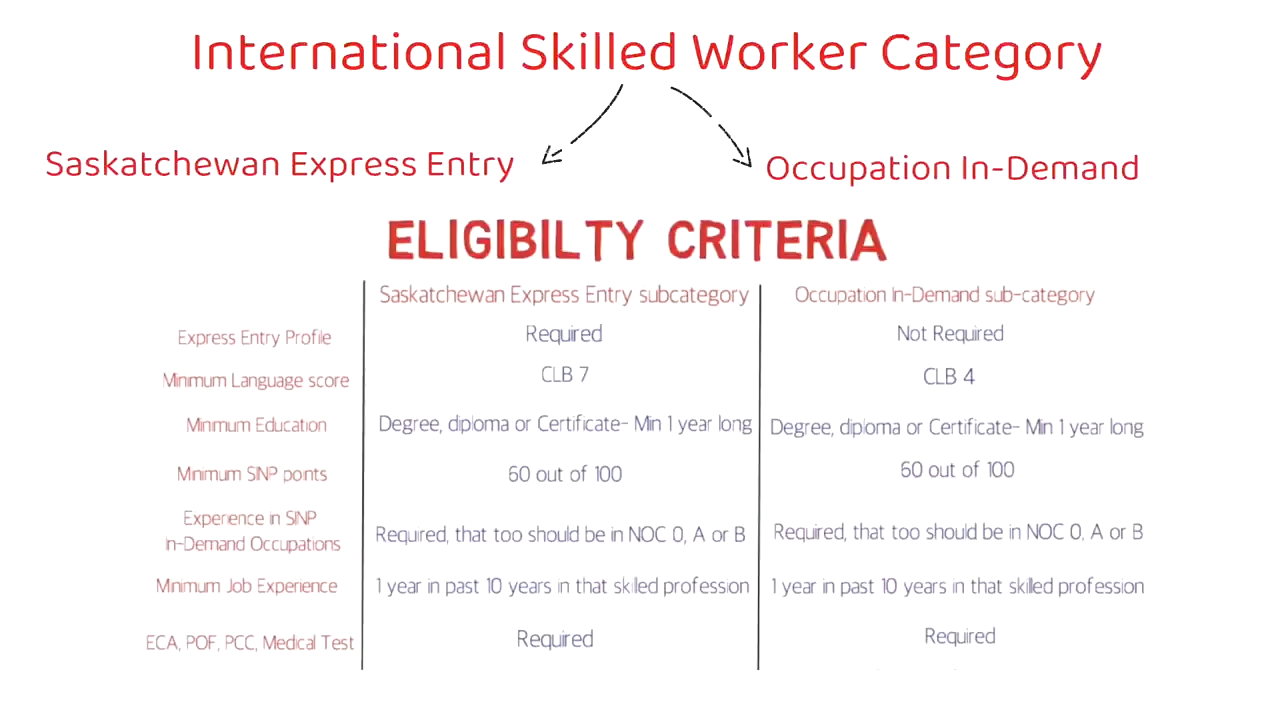 International Skilled Worker Category
Saskatchewan Express Entry
Occupation In-Demand
ELIGIBILTY CRITERIA
Saskatchewan Express Entry subcategory
Occupation In-Demand sub-category
Express Entry Profile
Required
Not Required
Minimum Language score
CLB 7
CLB 4
Minimum Education
Degree, diploma or Certificate- Min 1 year long
Degree, diploma or Certificate- Min 1 year long
Minimum SINP points
60 out of 100
60 out of 100
Experience in SINP
in-Demand Occupations
Required, that too should be in NOC 0, A or B
Required, that too should be in NOC 0, A or B
Minimum Job Experience
1 year in past 10 years in that skilled profession
1 year in past 10 years in that skilled profession
ECA, POF, PCC, Medical Test
Required
Required